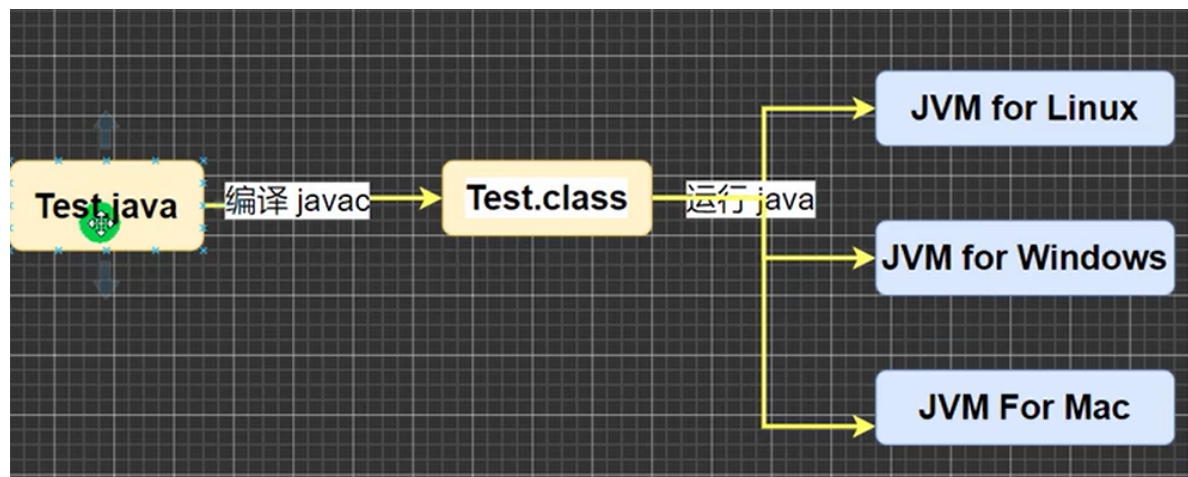 Test.java
编译 javac
Test.class
运行 java
JVM for Linux
JVM for Windows
JVM For Mac